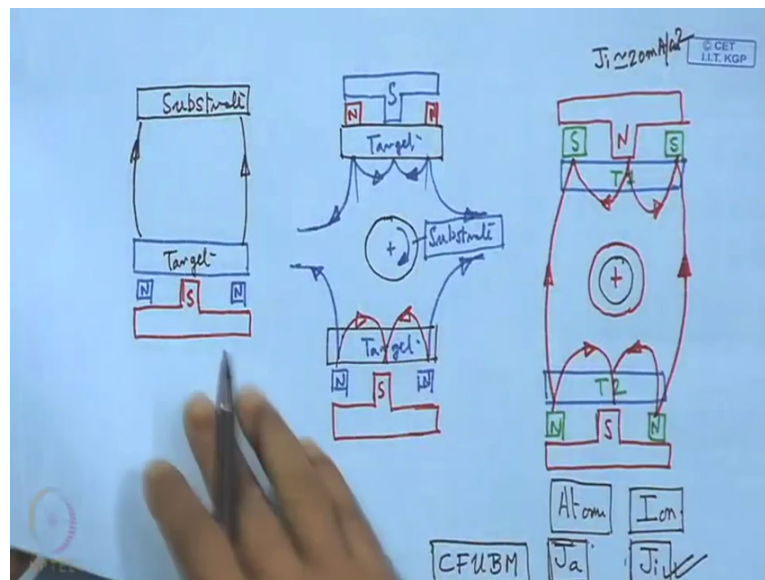 Substrate
Target
N S N
S
N N
Target
Substrate
Target
N S N
Ji ≃ 20mA/cm²
© CET
I.I.T. KGP
S N S
T1
T2
N S N
Atom Ion
CFUBM Ja Ji